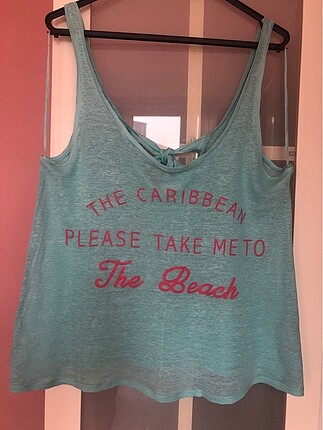 THE CARIBBEAN
PLEASE TAKE ME TO
The Beach